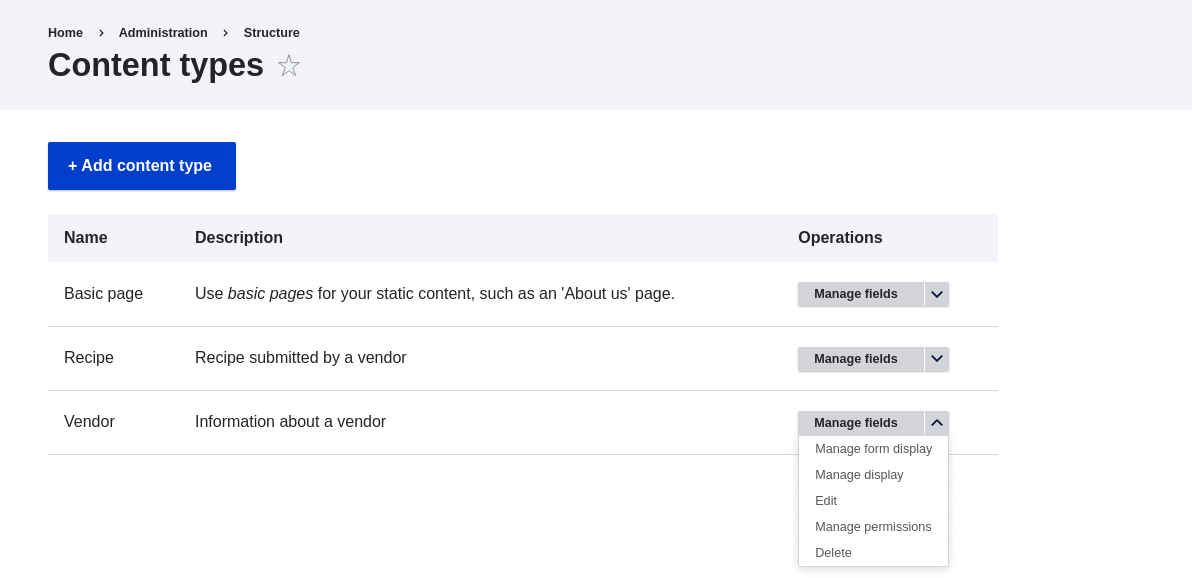 Home > Administration > Structure
Content types
+ Add content type
Name Description Operations
Basic page Use basic pages for your static content, such as an 'About us' page. Manage fields
Recipe Recipe submitted by a vendor Manage fields
Vendor Information about a vendor Manage fields
Manage form display
Manage display
Edit
Manage permissions
Delete